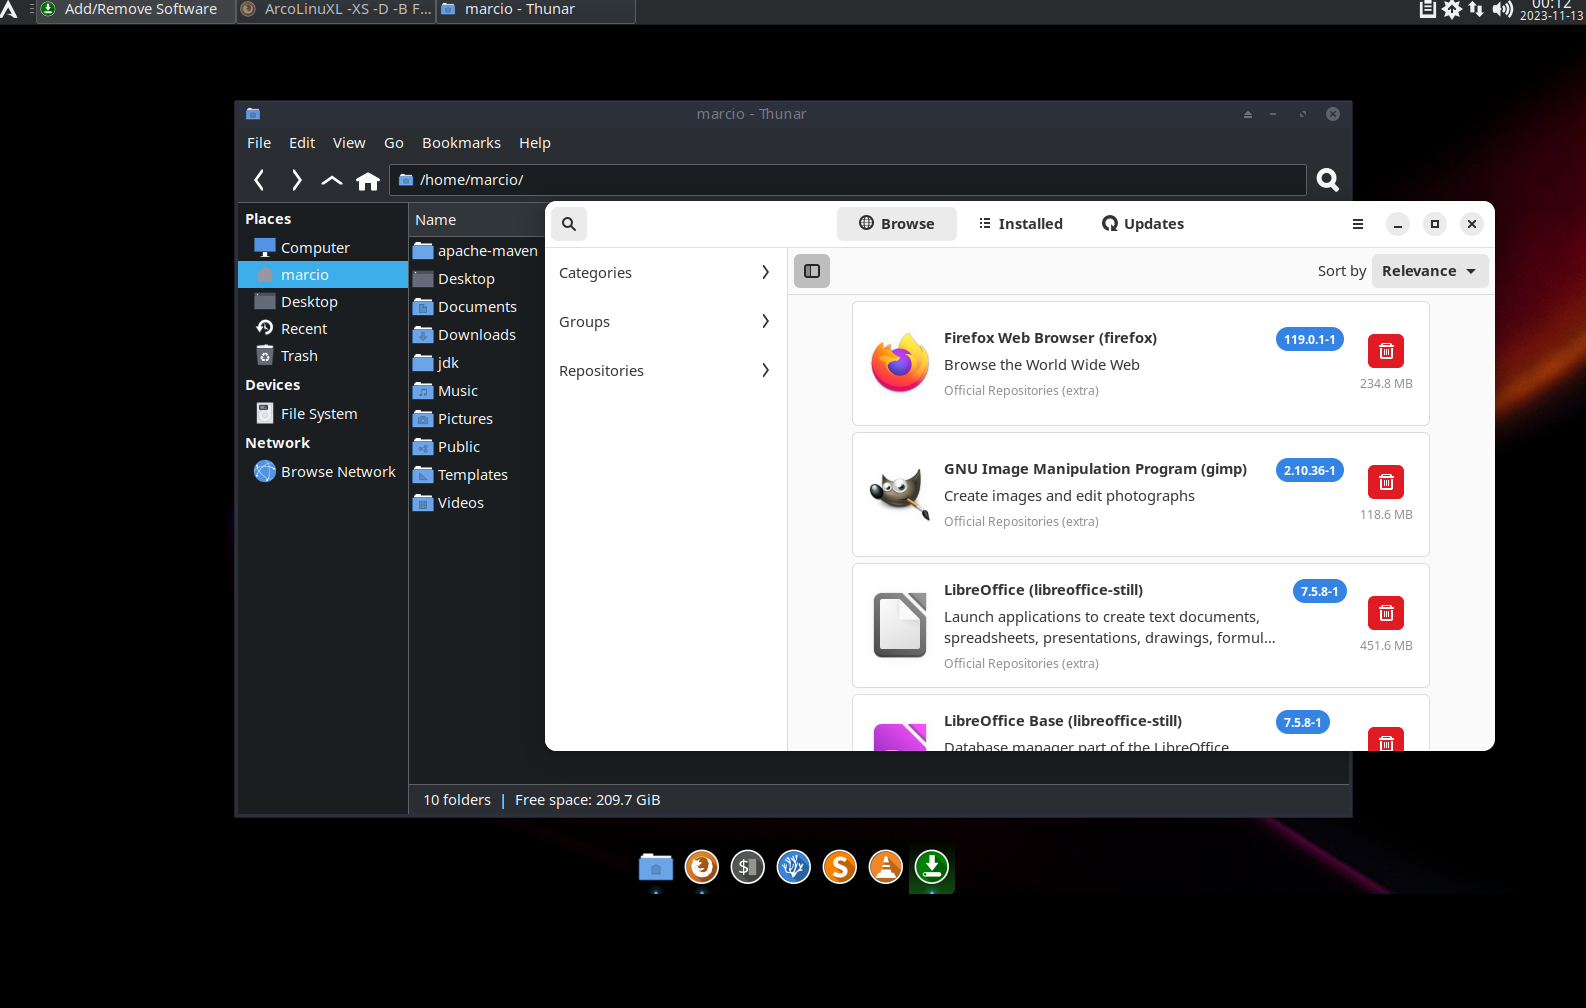 Add/Remove Software
ArcoLinuXL -XS -D -B F...
marcio - Thunar
00:12
2023-11-13
marcio - Thunar
File Edit View Go Bookmarks Help
/home/marcio/
Places
Computer
marcio
Desktop
Recent
Trash
Devices
File System
Network
Browse Network
Name
apache-maven
Desktop
Documents
Downloads
jdk
Music
Pictures
Public
Templates
Videos
10 folders | Free space: 209.7 GiB
Browse Installed Updates
Categories
Groups
Repositories
Sort by Relevance
Firefox Web Browser (firefox) 119.0.1-1
Browse the World Wide Web
Official Repositories (extra)
234.8 MB
GNU Image Manipulation Program (gimp) 2.10.36-1
Create images and edit photographs
Official Repositories (extra)
118.6 MB
LibreOffice (libreoffice-still) 7.5.8-1
Launch applications to create text documents,
spreadsheets, presentations, drawings, formul...
Official Repositories (extra)
451.6 MB
LibreOffice Base (libreoffice-still) 7.5.8-1
Database manager part of the LibreOffice
$
S